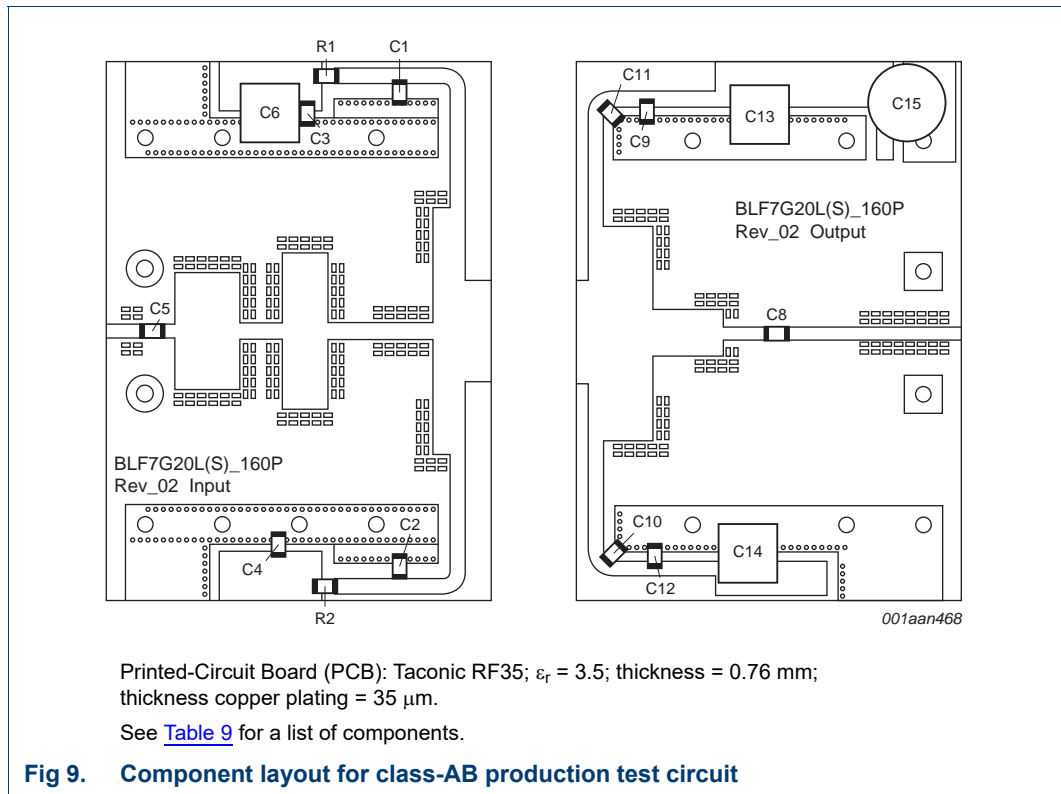 R1
C1
C6
C3
C5
BLF7G20L(S)_160P
Rev_02 Input
C4
C2
R2
C11
C9
C13
C15
BLF7G20L(S)_160P
Rev_02 Output
C8
C10
C12
C14
001aan468
Printed-Circuit Board (PCB): Taconic RF35; εr = 3.5; thickness = 0.76 mm;
thickness copper plating = 35 μm.
See Table 9 for a list of components.
Fig 9. Component layout for class-AB production test circuit